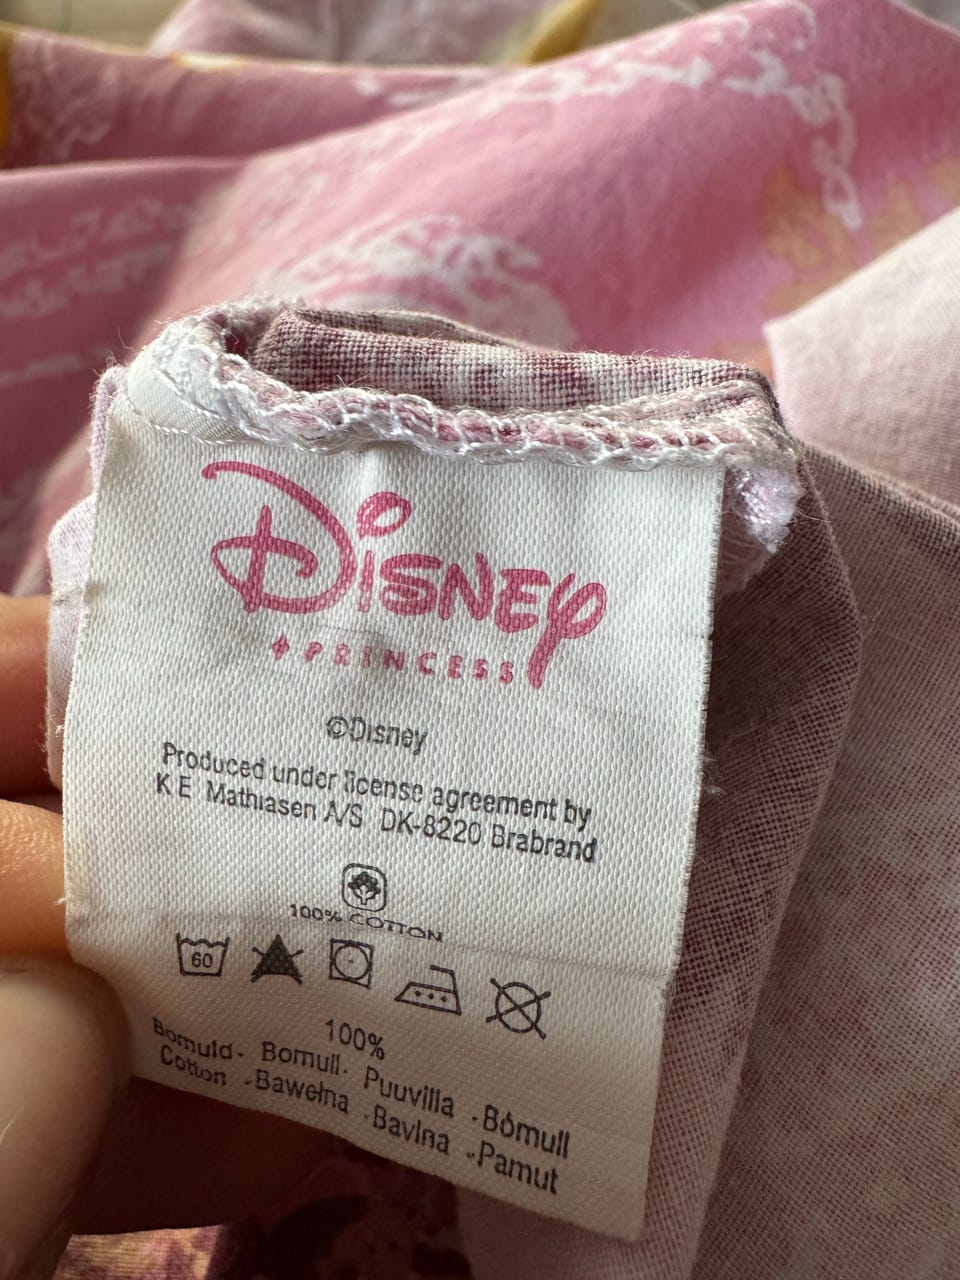 Disney
PRINCESS
©Disney
Produced under license agreement by
K E Mathiasen A/S DK-8220 Brabrand
100% COTTON
60
100%
Bomuld- Bomull. Puuvilla -Bómull
Cotton -Bawełna -Bavlna -Pamut